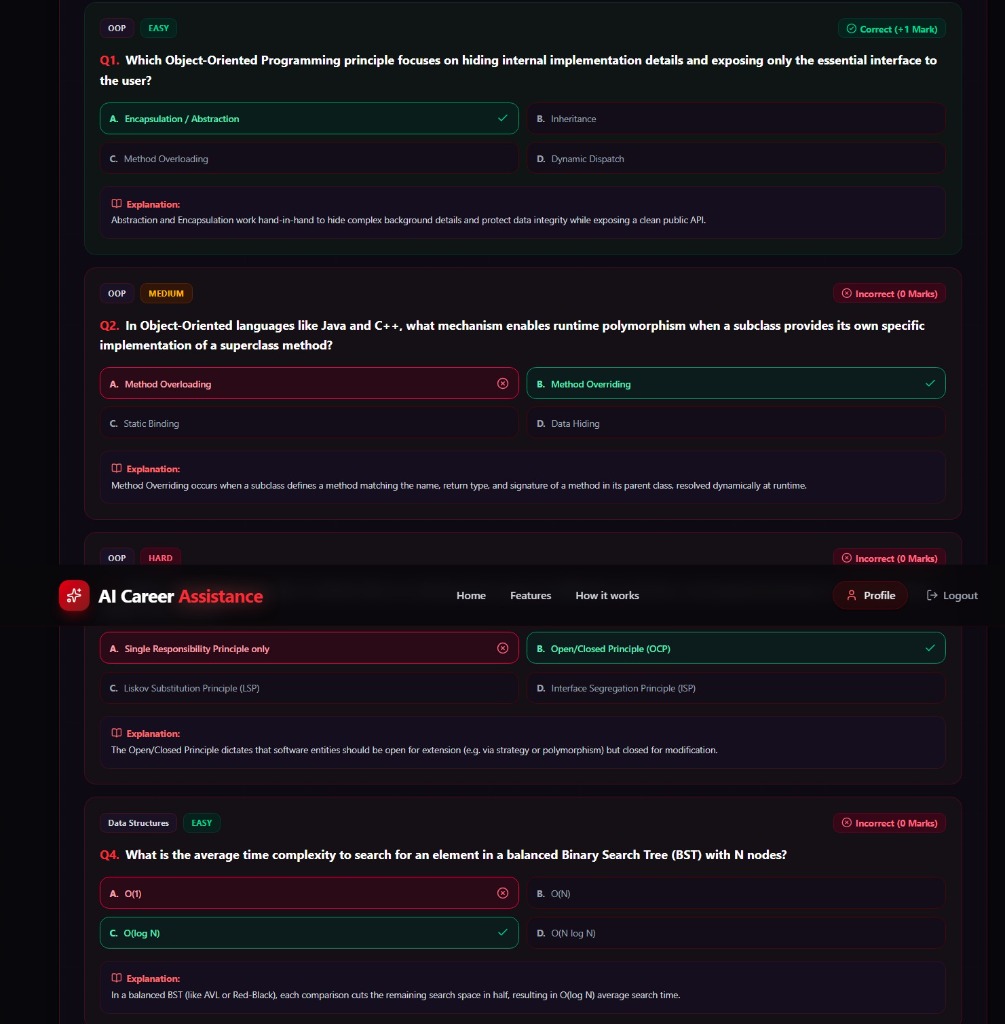 OOP EASY Correct (+1 Mark)
Q1. Which Object-Oriented Programming principle focuses on hiding internal implementation details and exposing only the essential interface to
the user?
A. Encapsulation / Abstraction
B. Inheritance
C. Method Overloading
D. Dynamic Dispatch
Explanation:
Abstraction and Encapsulation work hand-in-hand to hide complex background details and protect data integrity while exposing a clean public API.
OOP MEDIUM Incorrect (0 Marks)
Q2. In Object-Oriented languages like Java and C++, what mechanism enables runtime polymorphism when a subclass provides its own specific
implementation of a superclass method?
A. Method Overloading
B. Method Overriding
C. Static Binding
D. Data Hiding
Explanation:
Method Overriding occurs when a subclass defines a method matching the name, return type, and signature of a method in its parent class, resolved dynamically at runtime.
OOP HARD Incorrect (0 Marks)
AI Career Assistance Home Features How it works Profile Logout
A. Single Responsibility Principle only
B. Open/Closed Principle (OCP)
C. Liskov Substitution Principle (LSP)
D. Interface Segregation Principle (ISP)
Explanation:
The Open/Closed Principle dictates that software entities should be open for extension (e.g. via strategy or polymorphism) but closed for modification.
Data Structures EASY Incorrect (0 Marks)
Q4. What is the average time complexity to search for an element in a balanced Binary Search Tree (BST) with N nodes?
A. O(1)
B. O(N)
C. O(log N)
D. O(N log N)
Explanation:
In a balanced BST (like AVL or Red-Black), each comparison cuts the remaining search space in half, resulting in O(log N) average search time.